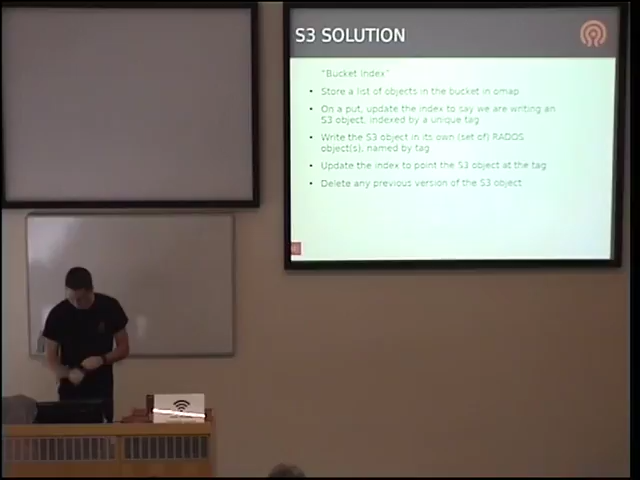 S3 SOLUTION
"Bucket Index"
• Store a list of objects in the bucket in omap
• On a put, update the index to say we are writing an
S3 object, indexed by a unique tag
• Write the S3 object in its own (set of) RADOS
object(s), named by tag
• Update the index to point the S3 object at the tag
• Delete any previous version of the S3 object